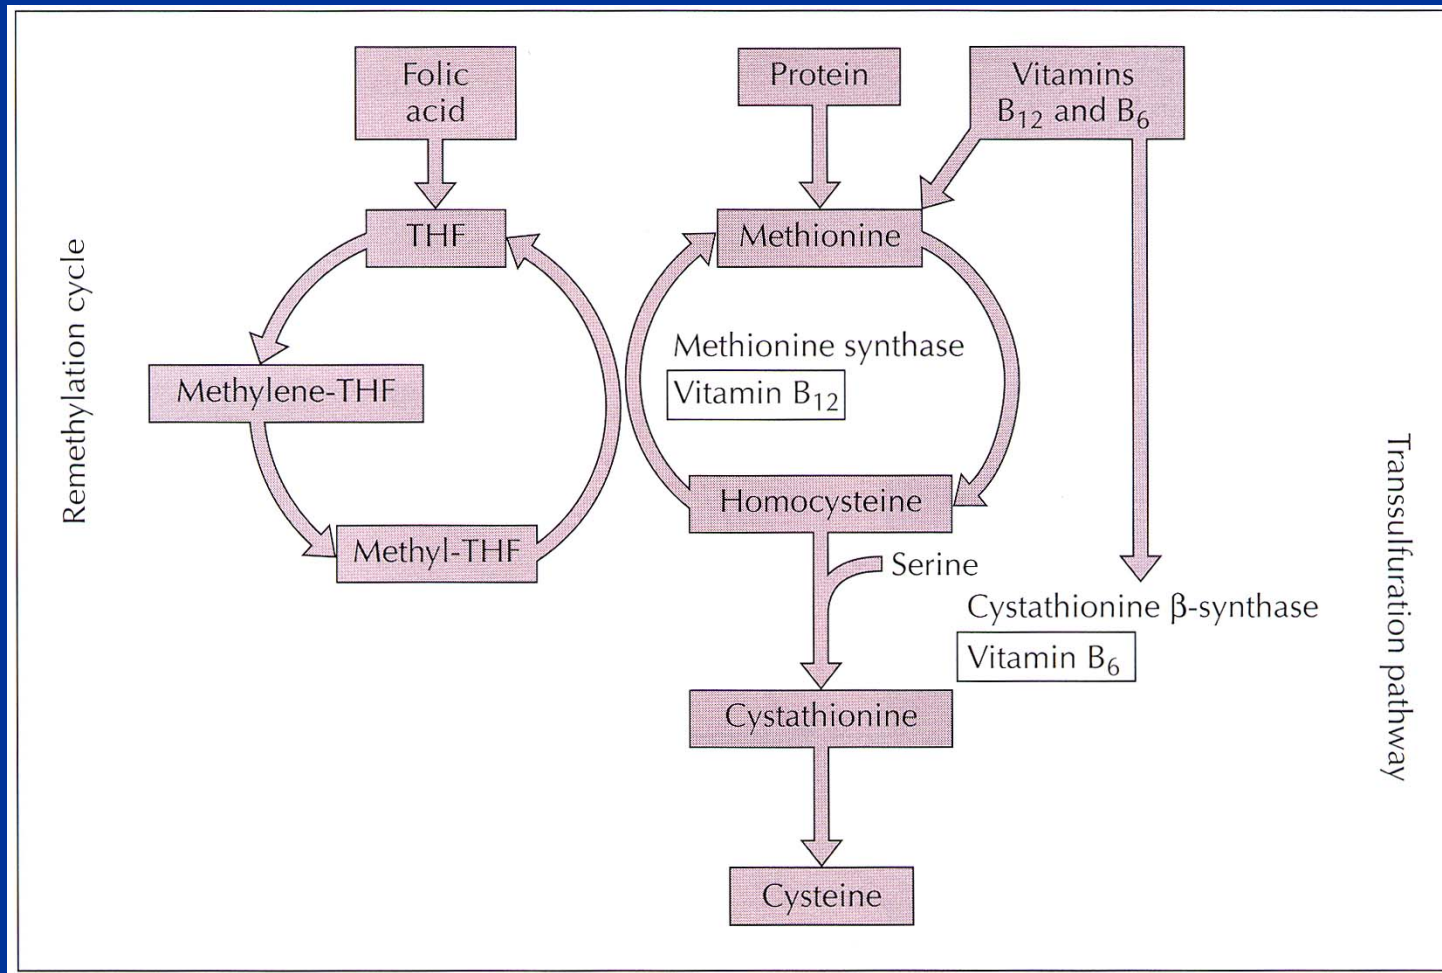 Folic
acid
Protein
Vitamins
B₁₂ and B₆
THF
Methionine
Remethylation cycle
Methylene-THF
Methionine synthase
Vitamin B₁₂
Homocysteine
Methyl-THF
Serine
Cystathionine β-synthase
Vitamin B₆
Transsulfuration pathway
Cystathionine
Cysteine